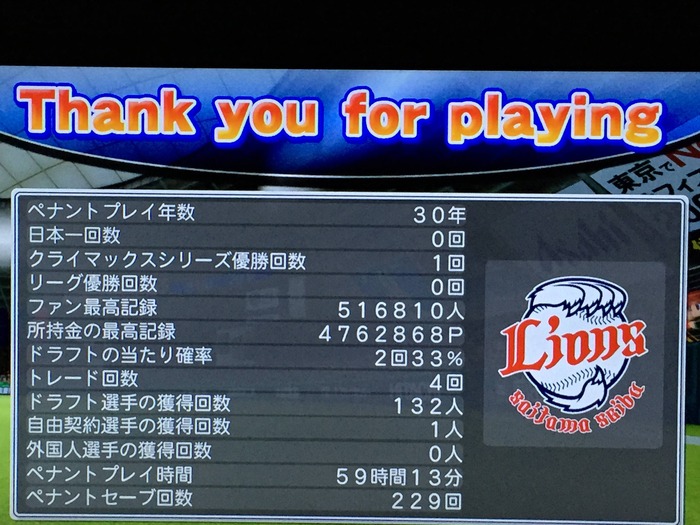 Thank you for playing
東京で
ペナントプレイ年数 30年
日本一回数 0回
クライマックスシリーズ優勝回数 1回
リーグ優勝回数 0回
ファン最高記録 516810人
所持金の最高記録 4762868P
ドラフトの当たり確率 2回33%
トレード回数 4回
ドラフト選手の獲得回数 132人
自由契約選手の獲得回数 1人
外国人選手の獲得回数 0人
ペナントプレイ時間 59時間13分
ペナントセーブ回数 229回
Lions
Saitama Seibu